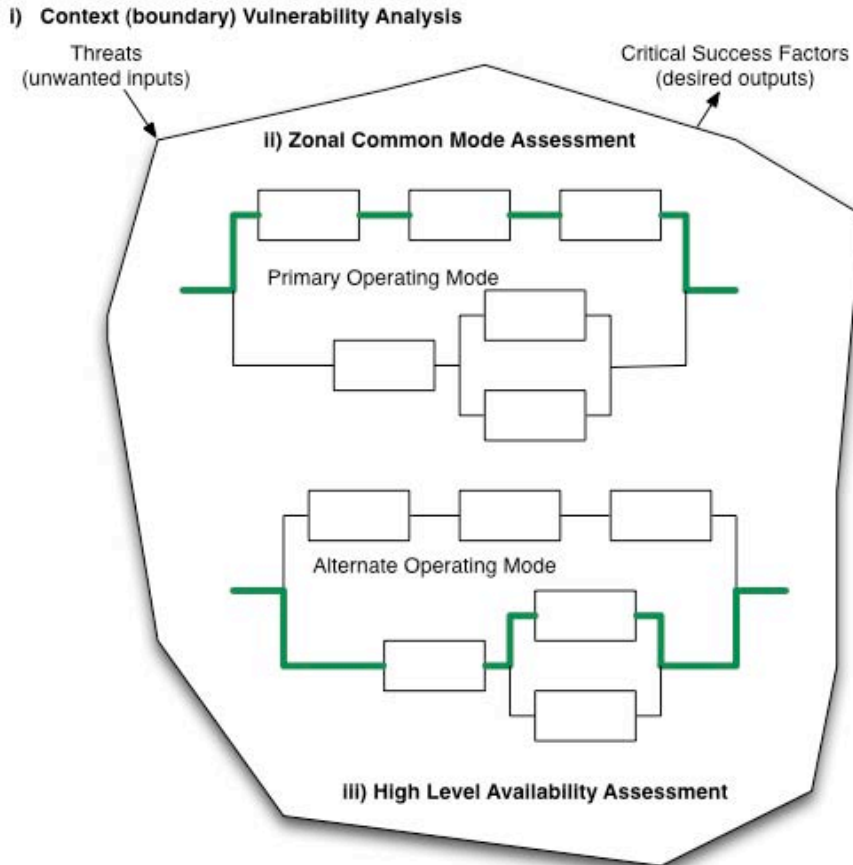 i) Context (boundary) Vulnerability Analysis
Threats
(unwanted inputs)
Critical Success Factors
(desired outputs)
ii) Zonal Common Mode Assessment
Primary Operating Mode
Alternate Operating Mode
iii) High Level Availability Assessment